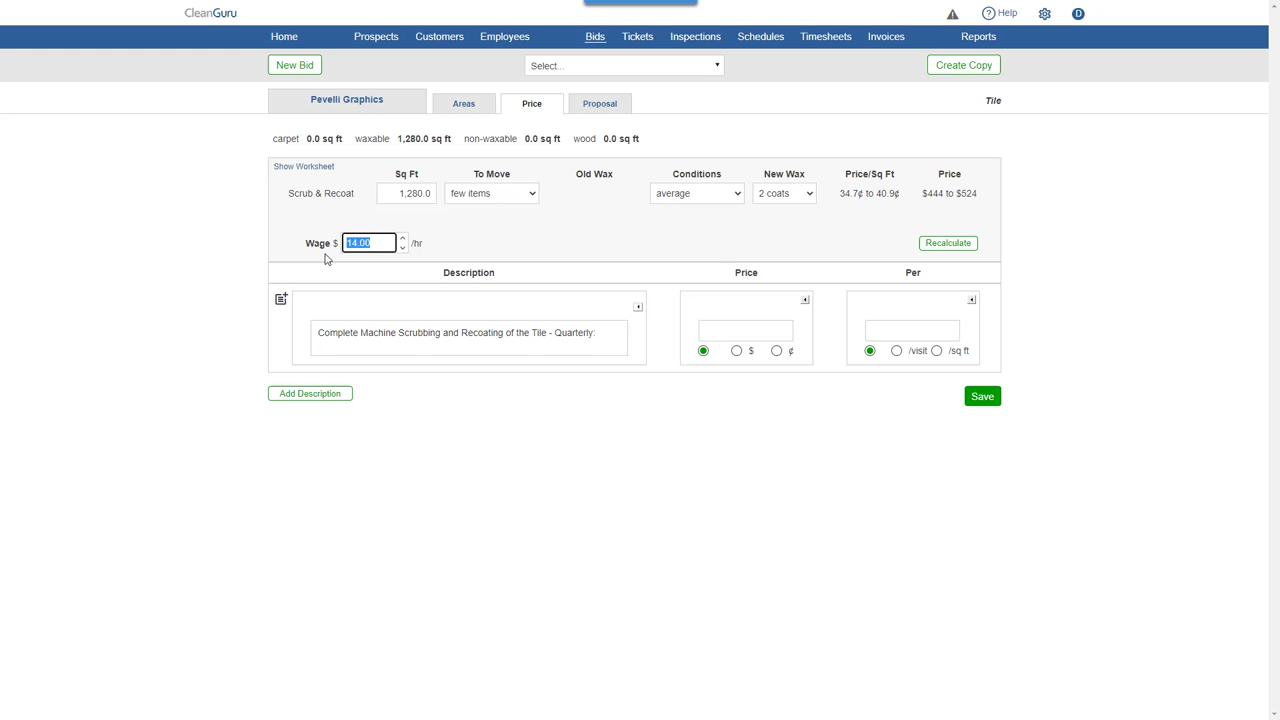 CleanGuru
Help
D
Home Prospects Customers Employees Bids Tickets Inspections Schedules Timesheets Invoices Reports
New Bid Select... Create Copy
Pevelli Graphics Areas Price Proposal Tile
carpet 0.0 sq ft waxable 1,280.0 sq ft non-waxable 0.0 sq ft wood 0.0 sq ft
Show Worksheet
Sq Ft To Move Old Wax Conditions New Wax Price/Sq Ft Price
Scrub & Recoat 1,280.0 few items average 2 coats 34.7¢ to 40.9¢ $444 to $524
Wage $ 14.00 /hr Recalculate
Description Price Per
Complete Machine Scrubbing and Recoating of the Tile - Quarterly:
$ ¢ /visit /sq ft
Add Description Save